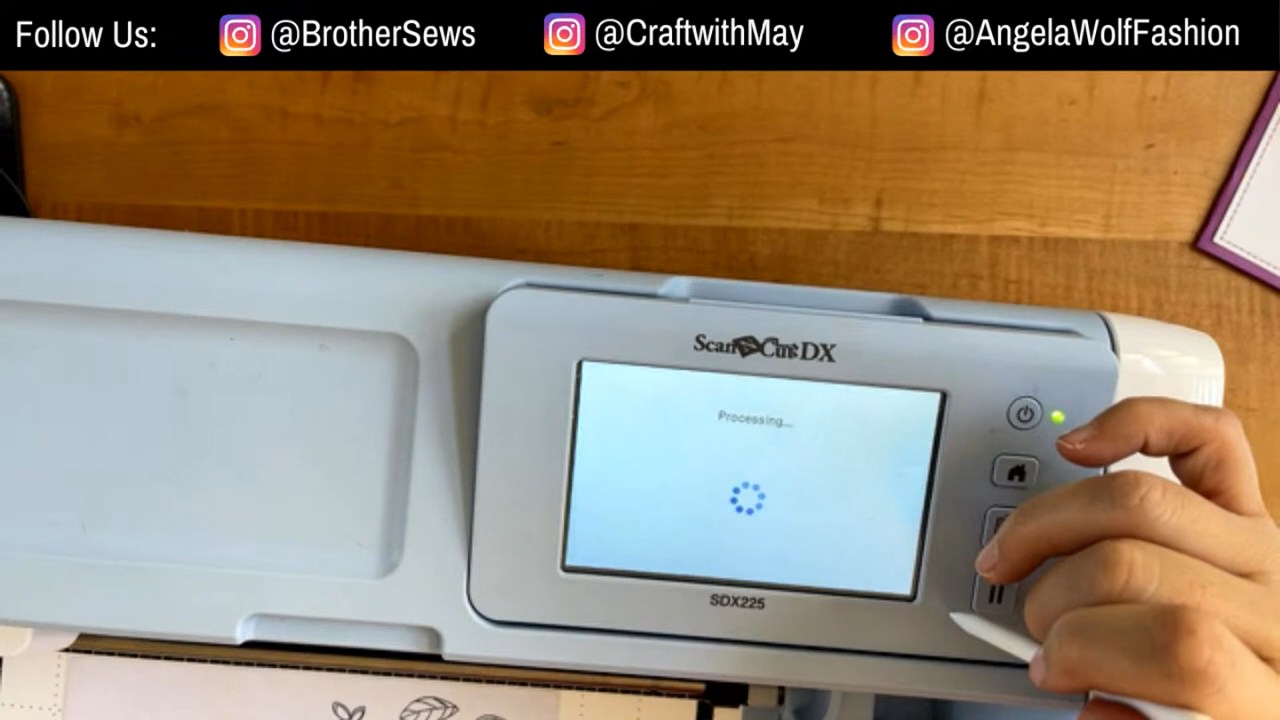 Follow Us: @BrotherSews @CraftwithMay @AngelaWolfFashion
ScanNCut DX
Processing...
SDX225